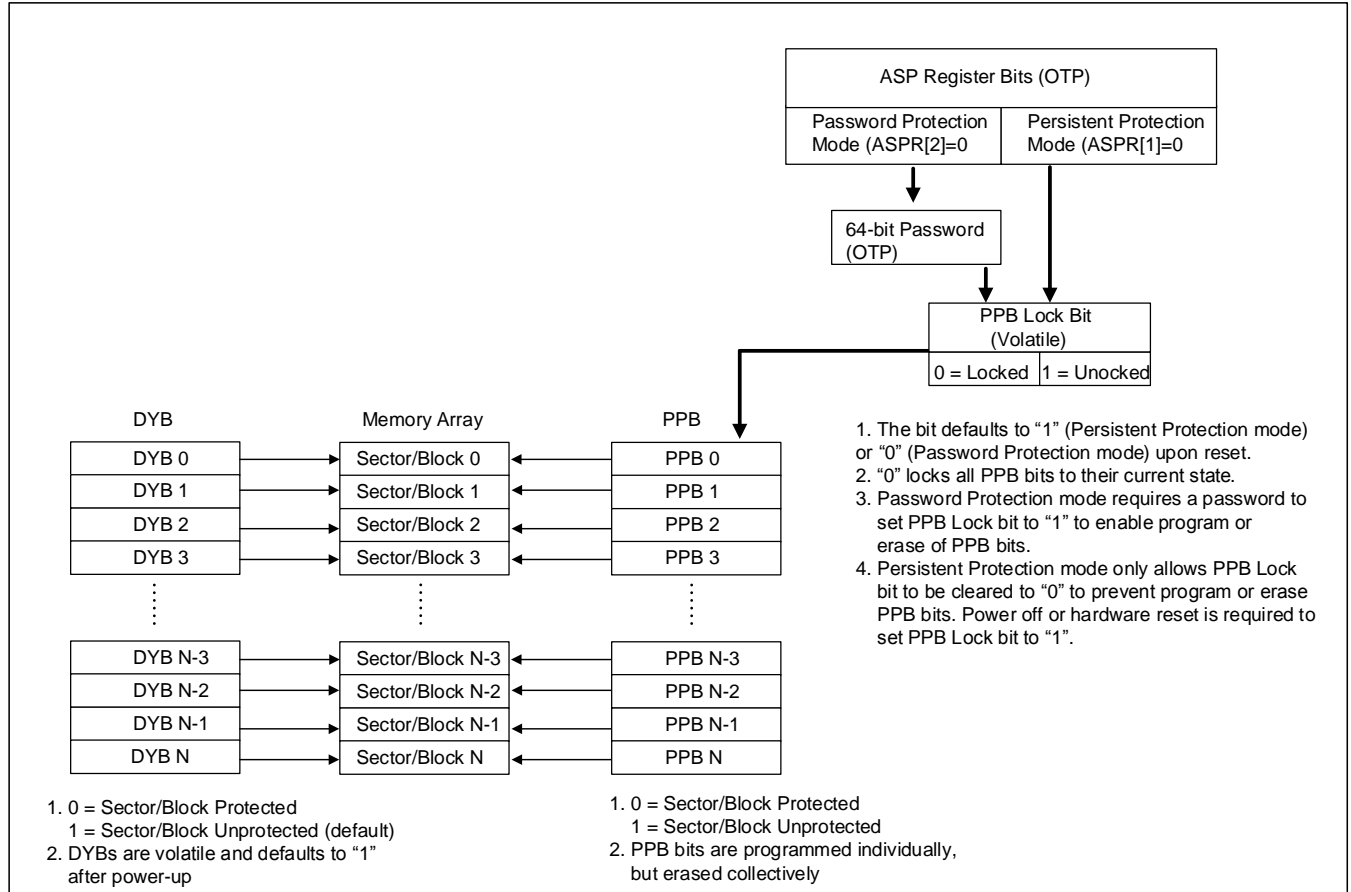 ASP Register Bits (OTP)
Password Protection
Mode (ASPR[2]=0
Persistent Protection
Mode (ASPR[1]=0
64-bit Password
(OTP)
PPB Lock Bit
(Volatile)
0 = Locked
1 = Unocked
DYB
Memory Array
PPB
DYB 0
Sector/Block 0
PPB 0
DYB 1
Sector/Block 1
PPB 1
DYB 2
Sector/Block 2
PPB 2
DYB 3
Sector/Block 3
PPB 3
DYB N-3
Sector/Block N-3
PPB N-3
DYB N-2
Sector/Block N-2
PPB N-2
DYB N-1
Sector/Block N-1
PPB N-1
DYB N
Sector/Block N
PPB N
1. The bit defaults to “1” (Persistent Protection mode)
or “0” (Password Protection mode) upon reset.
2. “0” locks all PPB bits to their current state.
3. Password Protection mode requires a password to
set PPB Lock bit to “1” to enable program or
erase of PPB bits.
4. Persistent Protection mode only allows PPB Lock
bit to be cleared to “0” to prevent program or erase
PPB bits. Power off or hardware reset is required to
set PPB Lock bit to “1”.
1. 0 = Sector/Block Protected
1 = Sector/Block Unprotected (default)
2. DYBs are volatile and defaults to “1”
after power-up
1. 0 = Sector/Block Protected
1 = Sector/Block Unprotected
2. PPB bits are programmed individually,
but erased collectively